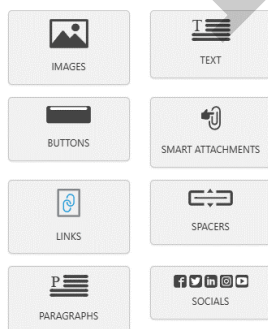 IMAGES
T
TEXT
BUTTONS
SMART ATTACHMENTS
LINKS
SPACERS
P
PARAGRAPHS
SOCIALS